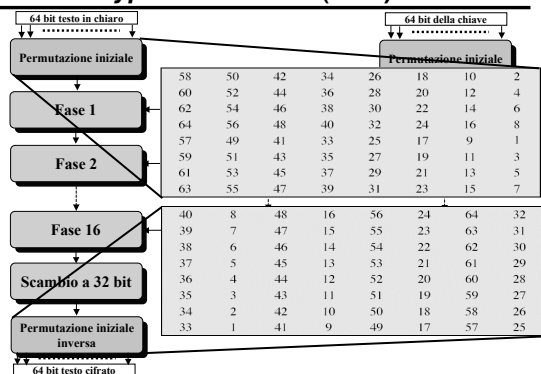 64 bit testo in chiaro
64 bit della chiave
Permutazione iniziale
Permutazione iniziale
58 50 42 34 26 18 10 2
60 52 44 36 28 20 12 4
62 54 46 38 30 22 14 6
64 56 48 40 32 24 16 8
57 49 41 33 25 17 9 1
59 51 43 35 27 19 11 3
61 53 45 37 29 21 13 5
63 55 47 39 31 23 15 7
Fase 1
Fase 2
40 8 48 16 56 24 64 32
39 7 47 15 55 23 63 31
38 6 46 14 54 22 62 30
37 5 45 13 53 21 61 29
36 4 44 12 52 20 60 28
35 3 43 11 51 19 59 27
34 2 42 10 50 18 58 26
33 1 41 9 49 17 57 25
Fase 16
Scambio a 32 bit
Permutazione iniziale
inversa
64 bit testo cifrato